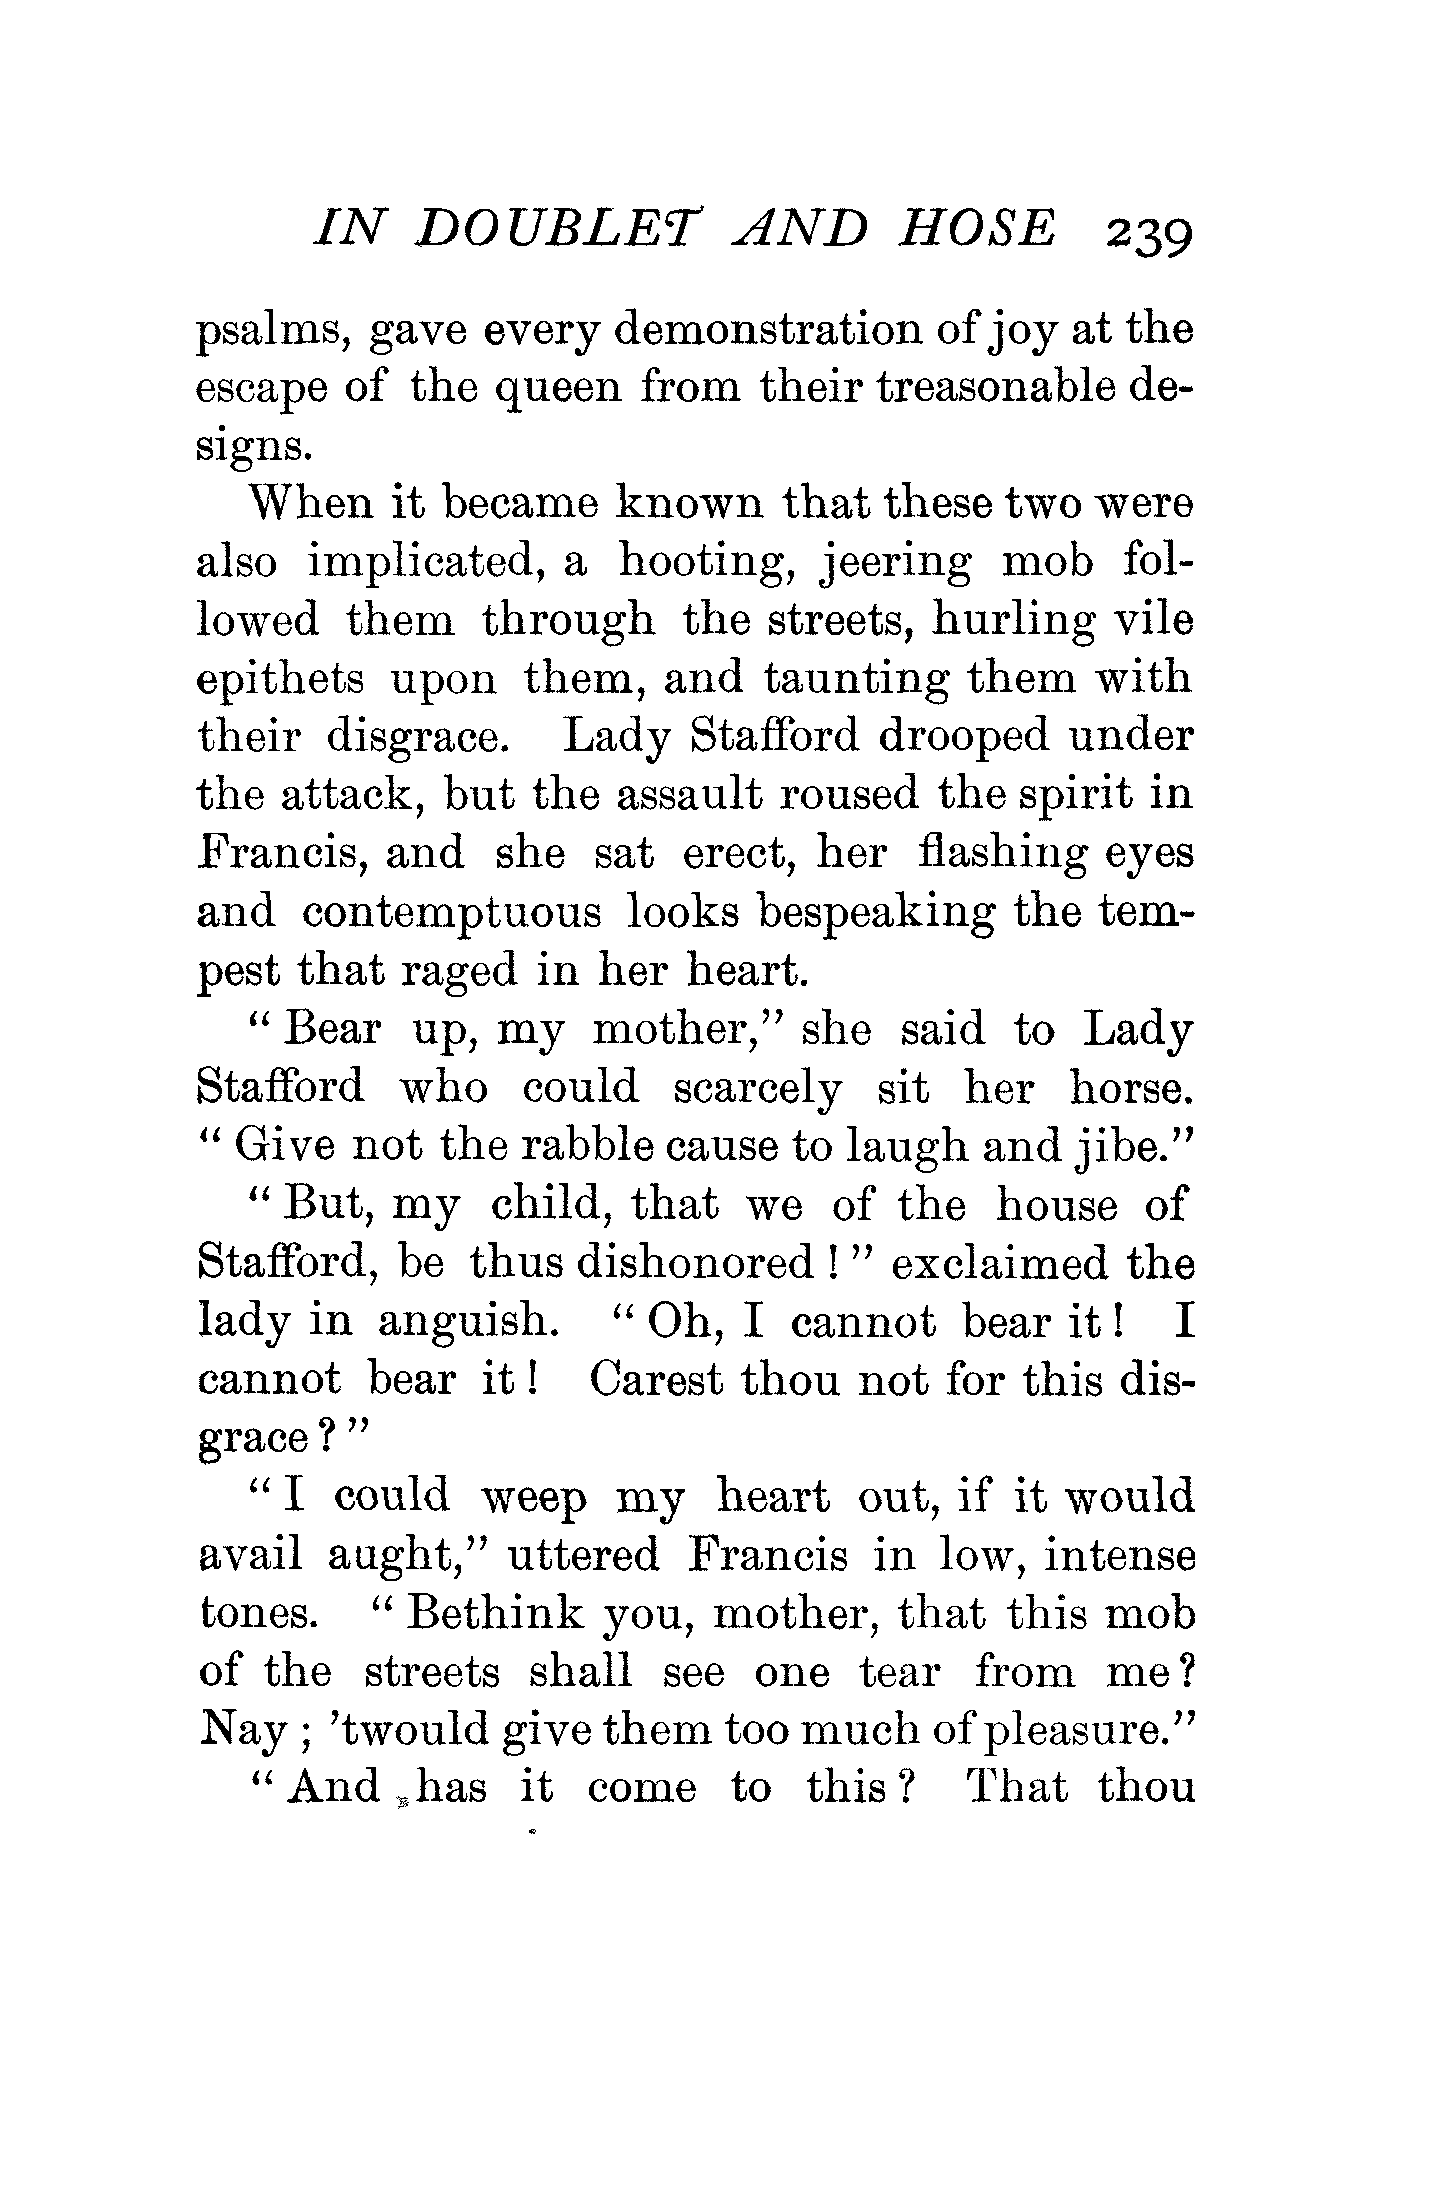 IN DOUBLET AND HOSE 239
psalms, gave every demonstration of joy at the
escape of the queen from their treasonable de-
signs.
When it became known that these two were
also implicated, a hooting, jeering mob fol-
lowed them through the streets, hurling vile
epithets upon them, and taunting them with
their disgrace. Lady Stafford drooped under
the attack, but the assault roused the spirit in
Francis, and she sat erect, her flashing eyes
and contemptuous looks bespeaking the tem-
pest that raged in her heart.
“ Bear up, my mother,” she said to Lady
Stafford who could scarcely sit her horse.
“ Give not the rabble cause to laugh and jibe.”
“ But, my child, that we of the house of
Stafford, be thus dishonored ! ” exclaimed the
lady in anguish. “ Oh, I cannot bear it ! I
cannot bear it ! Carest thou not for this dis-
grace ? ”
“ I could weep my heart out, if it would
avail aught,” uttered Francis in low, intense
tones. “ Bethink you, mother, that this mob
of the streets shall see one tear from me ?
Nay ; ’twould give them too much of pleasure.”
“ And has it come to this ? That thou